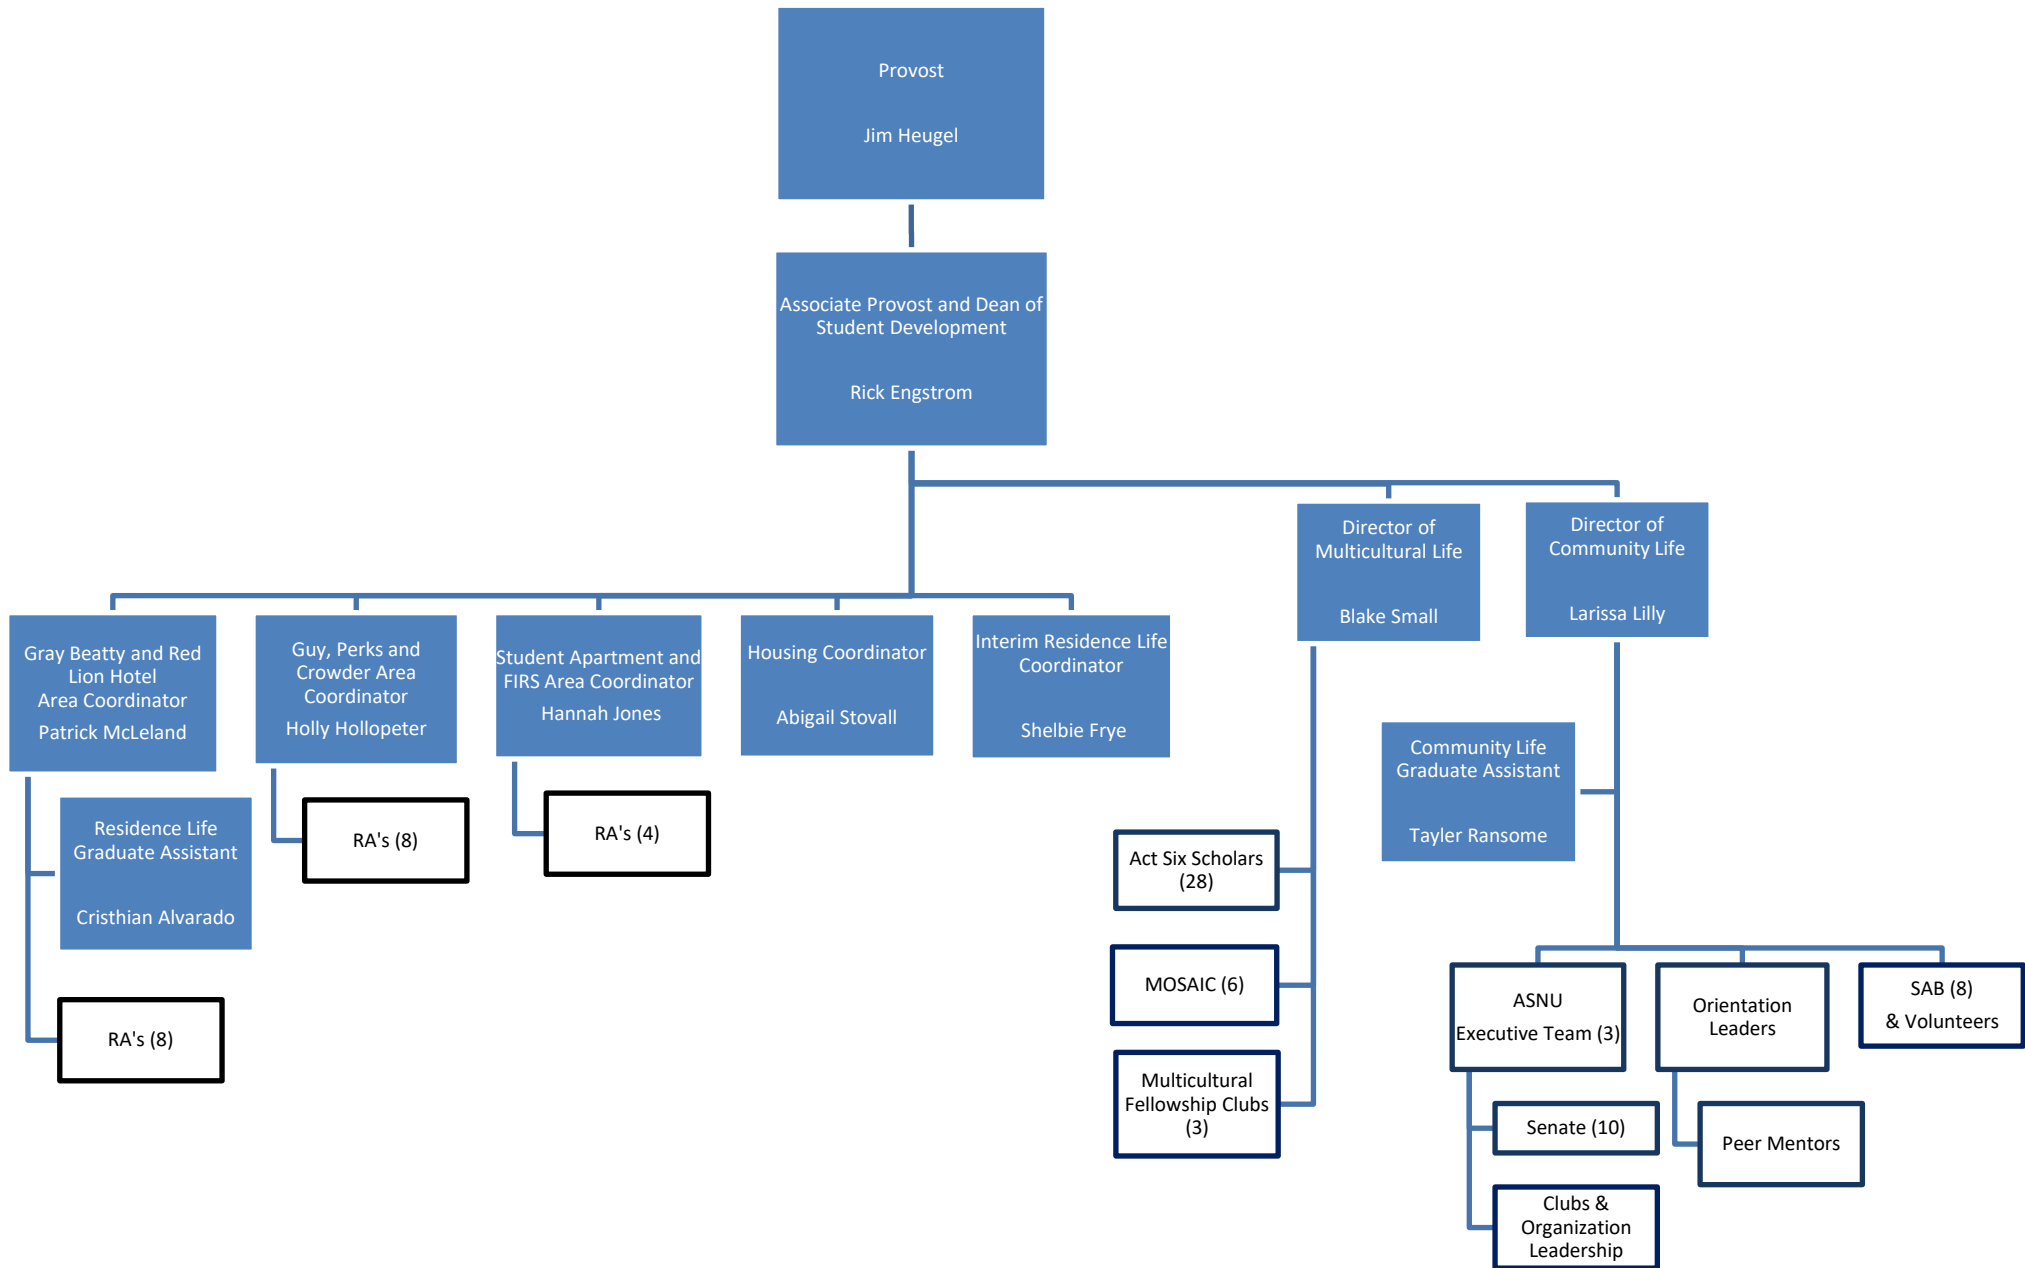 Provost
Jim Heugel
Associate Provost and Dean of
Student Development
Rick Engstrom
Director of
Multicultural Life
Blake Small
Director of
Community Life
Larissa Lilly
Gray Beatty and Red
Lion Hotel
Area Coordinator
Patrick McLeland
Guy, Perks and
Crowder Area
Coordinator
Holly Hollopeter
Student Apartment and
FIRS Area Coordinator
Hannah Jones
Housing Coordinator
Abigail Stovall
Interim Residence Life
Coordinator
Shelbie Frye
Community Life
Graduate Assistant
Tayler Ransome
Residence Life
Graduate Assistant
Cristhian Alvarado
RA's (8)
RA's (4)
RA's (8)
Act Six Scholars
(28)
MOSAIC (6)
Multicultural
Fellowship Clubs
(3)
ASNU
Executive Team (3)
Orientation
Leaders
SAB (8)
& Volunteers
Senate (10)
Peer Mentors
Clubs &
Organization
Leadership